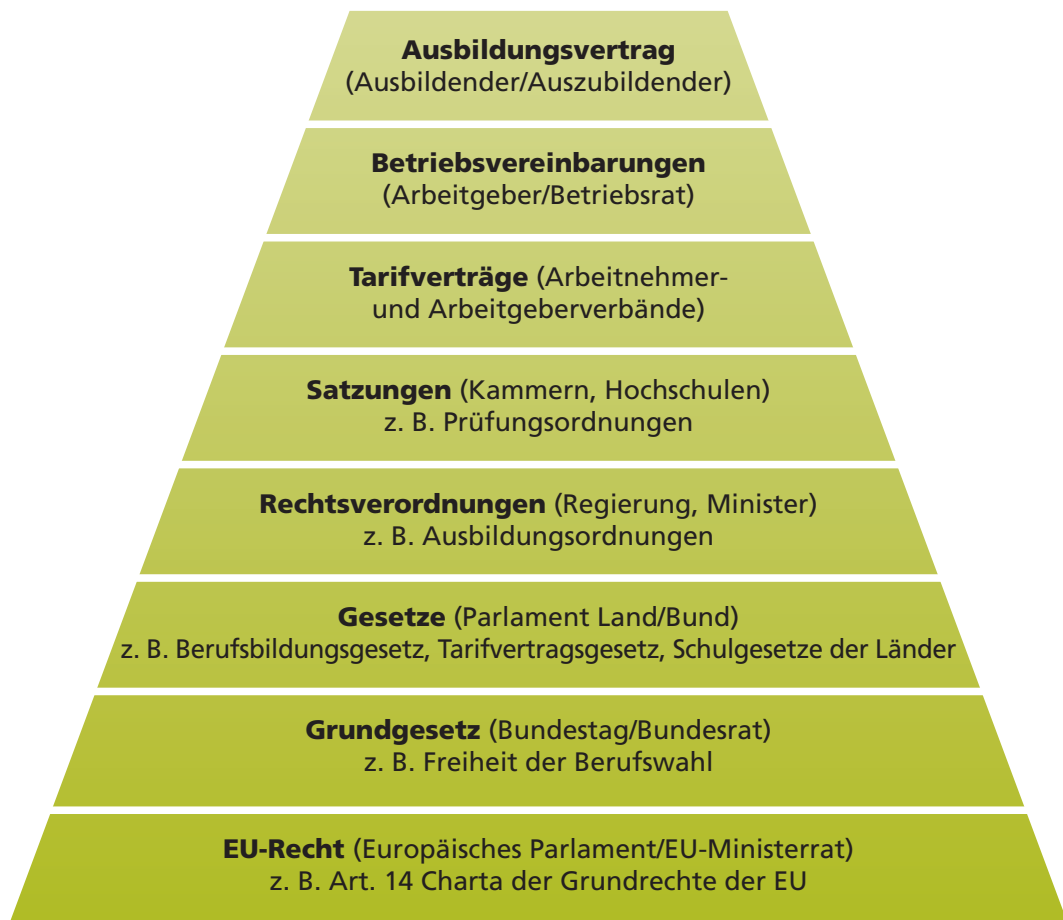 Ausbildungsvertrag
(Ausbildender/Auszubildender)
Betriebsvereinbarungen
(Arbeitgeber/Betriebsrat)
Tarifverträge (Arbeitnehmer-
und Arbeitgeberverbände)
Satzungen (Kammern, Hochschulen)
z. B. Prüfungsordnungen
Rechtsverordnungen (Regierung, Minister)
z. B. Ausbildungsordnungen
Gesetze (Parlament Land/Bund)
z. B. Berufsbildungsgesetz, Tarifvertragsgesetz, Schulgesetze der Länder
Grundgesetz (Bundestag/Bundesrat)
z. B. Freiheit der Berufswahl
EU-Recht (Europäisches Parlament/EU-Ministerrat)
z. B. Art. 14 Charta der Grundrechte der EU